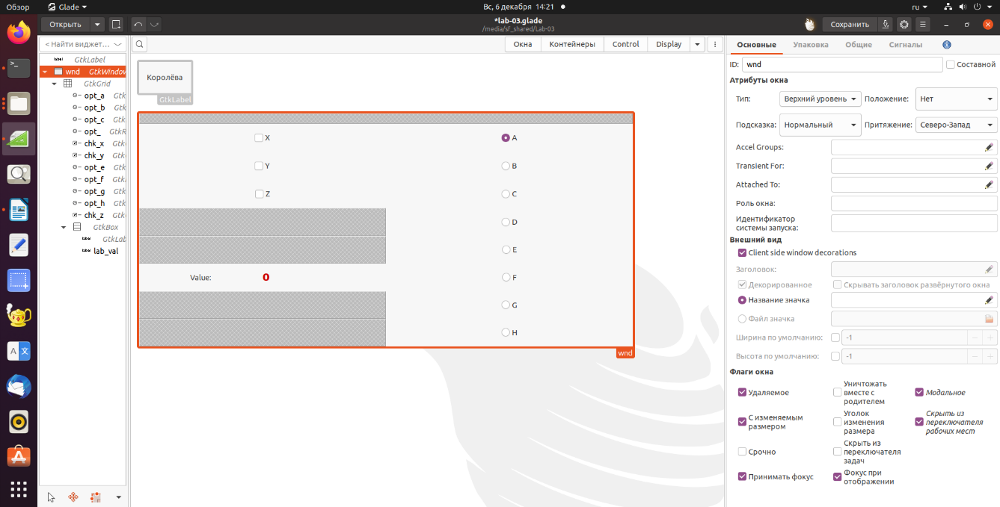 Обзор
Glade
Вс, 6 декабря 14:21
ru
Открыть
*lab-03.glade
/media/sf_shared/Lab-03
Сохранить
< Найти виджет...
Окна
Контейнеры
Control
Display
label GtkLabel
wnd GtkWindow
GtkGrid
opt_a Gtk
opt_b Gtk
opt_c Gtk
opt_ GtkR
chk_x Gtk
chk_y Gtk
opt_e Gtk
opt_f Gtk
opt_g Gtk
opt_h Gtk
chk_z Gtk
GtkBox
label GtkLab
label lab_val
Королёва
GtkLabel
X
A
Y
B
Z
C
D
E
Value: 0
F
G
H
wnd
Основные
Упаковка
Общие
Сигналы
ID:
wnd
Составной
Атрибуты окна
Тип:
Верхний уровень
Положение:
Нет
Подсказка:
Нормальный
Притяжение:
Северо-Запад
Accel Groups:
Transient For:
Attached To:
Роль окна:
Идентификатор
системы запуска:
Внешний вид
Client side window decorations
Заголовок:
Декорированное
Скрывать заголовок развёрнутого окна
Название значка
Файл значка
Ширина по умолчанию:
-1
Высота по умолчанию:
-1
Флаги окна
Удаляемое
Уничтожать
вместе с
родителем
Модальное
С изменяемым
размером
Уголок
изменения
размера
Скрыть из
переключателя
рабочих мест
Срочно
Скрыть из
переключателя
задач
Принимать фокус
Фокус при
отображении